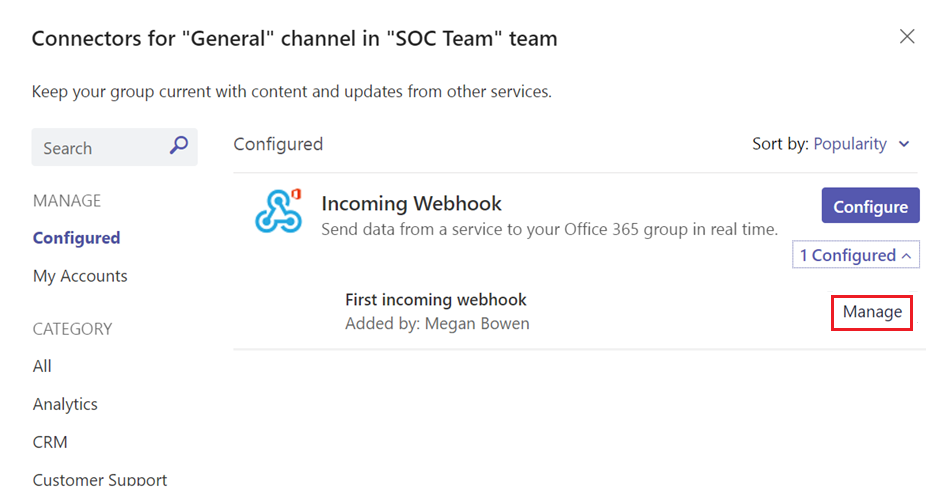 Connectors for "General" channel in "SOC Team" team
Keep your group current with content and updates from other services.
Search
Configured
Sort by: Popularity
MANAGE
Configured
My Accounts
CATEGORY
All
Analytics
CRM
Customer Support
Incoming Webhook
Configure
Send data from a service to your Office 365 group in real time.
1 Configured
First incoming webhook
Manage
Added by: Megan Bowen